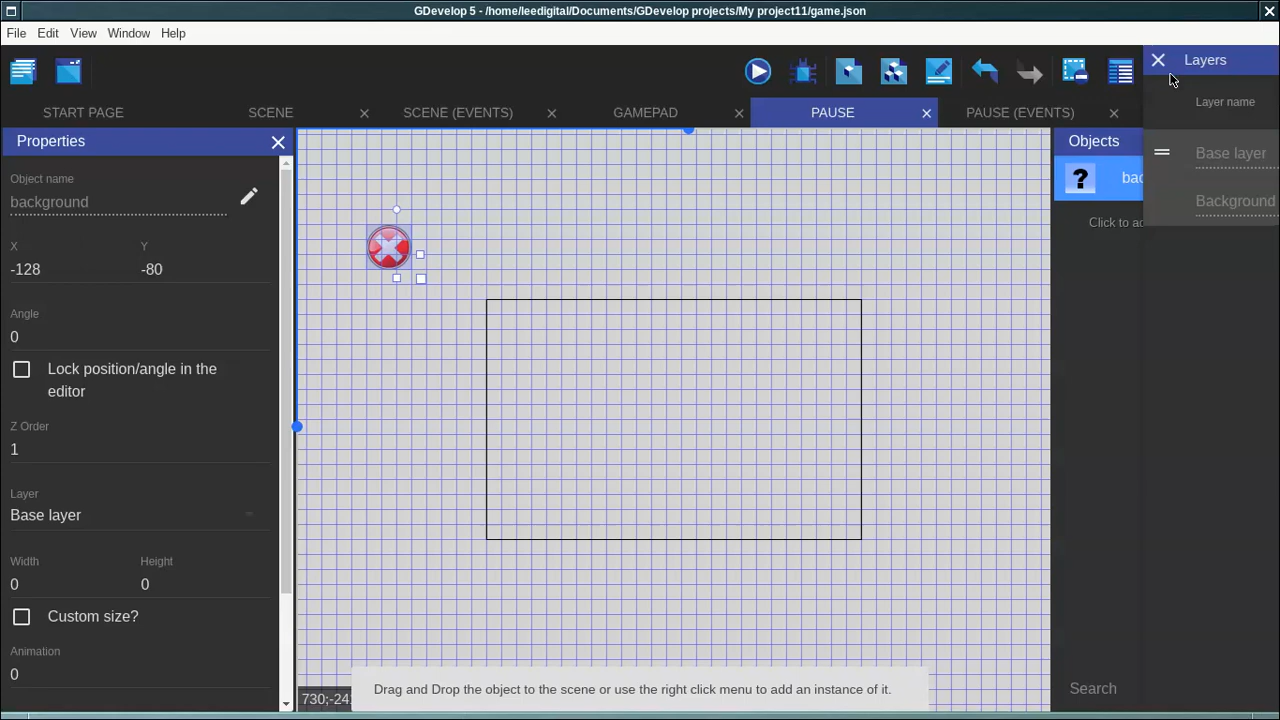 GDevelop 5 - /home/leedigital/Documents/GDevelop projects/My project11/game.json
File Edit View Window Help
Layers
START PAGE SCENE SCENE (EVENTS) GAMEPAD PAUSE PAUSE (EVENTS)
Layer name
Properties
Objects
Base layer
Object name
background
Background
Click to
X Y
-128 -80
Angle
0
Lock position/angle in the
editor
Z Order
1
Layer
Base layer
Width Height
0 0
Custom size?
Animation
0
Drag and Drop the object to the scene or use the right click menu to add an instance of it.
Search